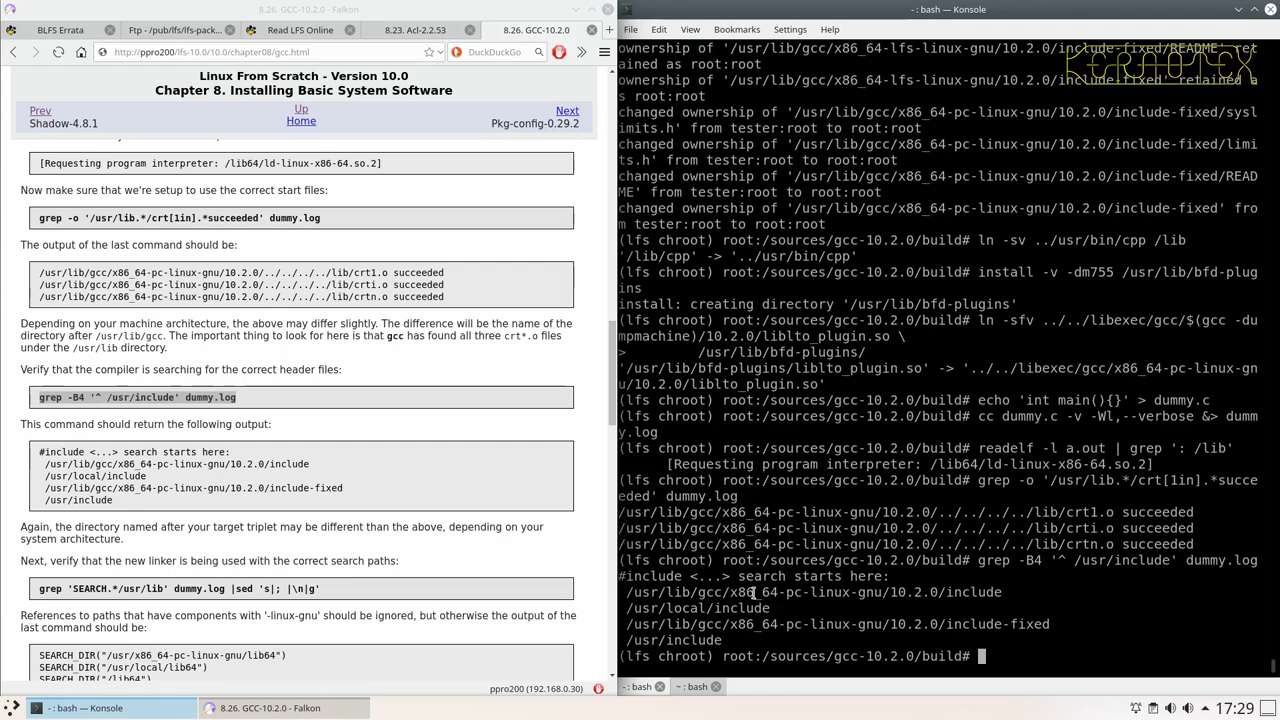 8.26. GCC-10.2.0 - Falkon
BLFS Errata
Ftp - /pub/lfs/lfs-pack...
Read LFS Online
8.23. Acl-2.2.53
8.26. GCC-10.2.0
http://ppro200/lfs-10.0/10.0/chapter08/gcc.html
DuckDuckGo
Linux From Scratch - Version 10.0
Chapter 8. Installing Basic System Software
Prev
Up
Next
Shadow-4.8.1
Home
Pkg-config-0.29.2
[Requesting program interpreter: /lib64/ld-linux-x86-64.so.2]
Now make sure that we're setup to use the correct start files:
grep -o '/usr/lib.*/crt[1in].*succeeded' dummy.log
The output of the last command should be:
/usr/lib/gcc/x86_64-pc-linux-gnu/10.2.0/../../../../lib/crt1.o succeeded
/usr/lib/gcc/x86_64-pc-linux-gnu/10.2.0/../../../../lib/crti.o succeeded
/usr/lib/gcc/x86_64-pc-linux-gnu/10.2.0/../../../../lib/crtn.o succeeded
Depending on your machine architecture, the above may differ slightly. The difference will be the name of the
directory after /usr/lib/gcc. The important thing to look for here is that gcc has found all three crt*.o files
under the /usr/lib directory.
Verify that the compiler is searching for the correct header files:
grep -B4 '^ /usr/include' dummy.log
This command should return the following output:
#include <...> search starts here:
/usr/lib/gcc/x86_64-pc-linux-gnu/10.2.0/include
/usr/local/include
/usr/lib/gcc/x86_64-pc-linux-gnu/10.2.0/include-fixed
/usr/include
Again, the directory named after your target triplet may be different than the above, depending on your
system architecture.
Next, verify that the new linker is being used with the correct search paths:
grep 'SEARCH.*/usr/lib' dummy.log |sed 's|; |\n|g'
References to paths that have components with '-linux-gnu' should be ignored, but otherwise the output of the
last command should be:
SEARCH_DIR("/usr/x86_64-pc-linux-gnu/lib64")
SEARCH_DIR("/usr/local/lib64")
SEARCH_DIR("/lib64")
ppro200 (192.168.0.30)
- : bash — Konsole
File Edit View Bookmarks Settings Help
ownership of '/usr/lib/gcc/x86_64-lfs-linux-gnu/10.2.0/include-fixed/README' ret
ained as root:root
ownership of '/usr/lib/gcc/x86_64-lfs-linux-gnu/10.2.0/include-fixed' retained a
s root:root
changed ownership of '/usr/lib/gcc/x86_64-pc-linux-gnu/10.2.0/include-fixed/sysl
imits.h' from tester:root to root:root
changed ownership of '/usr/lib/gcc/x86_64-pc-linux-gnu/10.2.0/include-fixed/limi
ts.h' from tester:root to root:root
changed ownership of '/usr/lib/gcc/x86_64-pc-linux-gnu/10.2.0/include-fixed/READ
ME' from tester:root to root:root
changed ownership of '/usr/lib/gcc/x86_64-pc-linux-gnu/10.2.0/include-fixed' fro
m tester:root to root:root
(lfs chroot) root:/sources/gcc-10.2.0/build# ln -sv ../usr/bin/cpp /lib
'/lib/cpp' -> '../usr/bin/cpp'
(lfs chroot) root:/sources/gcc-10.2.0/build# install -v -dm755 /usr/lib/bfd-plug
ins
install: creating directory '/usr/lib/bfd-plugins'
(lfs chroot) root:/sources/gcc-10.2.0/build# ln -sfv ../../libexec/gcc/$(gcc -du
mpmachine)/10.2.0/liblto_plugin.so \
> /usr/lib/bfd-plugins/
'/usr/lib/bfd-plugins/liblto_plugin.so' -> '../../libexec/gcc/x86_64-pc-linux-gn
u/10.2.0/liblto_plugin.so'
(lfs chroot) root:/sources/gcc-10.2.0/build# echo 'int main(){}' > dummy.c
(lfs chroot) root:/sources/gcc-10.2.0/build# cc dummy.c -v -Wl,--verbose &> dumm
y.log
(lfs chroot) root:/sources/gcc-10.2.0/build# readelf -l a.out | grep ': /lib'
[Requesting program interpreter: /lib64/ld-linux-x86-64.so.2]
(lfs chroot) root:/sources/gcc-10.2.0/build# grep -o '/usr/lib.*/crt[1in].*succe
eded' dummy.log
/usr/lib/gcc/x86_64-pc-linux-gnu/10.2.0/../../../../lib/crt1.o succeeded
/usr/lib/gcc/x86_64-pc-linux-gnu/10.2.0/../../../../lib/crti.o succeeded
/usr/lib/gcc/x86_64-pc-linux-gnu/10.2.0/../../../../lib/crtn.o succeeded
(lfs chroot) root:/sources/gcc-10.2.0/build# grep -B4 '^ /usr/include' dummy.log
#include <...> search starts here:
/usr/lib/gcc/x86_64-pc-linux-gnu/10.2.0/include
/usr/local/include
/usr/lib/gcc/x86_64-pc-linux-gnu/10.2.0/include-fixed
/usr/include
(lfs chroot) root:/sources/gcc-10.2.0/build#
- : bash
~ : bash
- : bash — Konsole
8.26. GCC-10.2.0 - Falkon
17:29